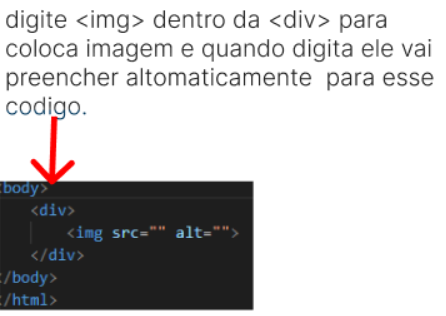 digite <img> dentro da <div> para
coloca imagem e quando digita ele vai
preencher altomaticamente  para esse
codigo.
<body>
<div>
<img src="" alt="">
</div>
</body>
</html>